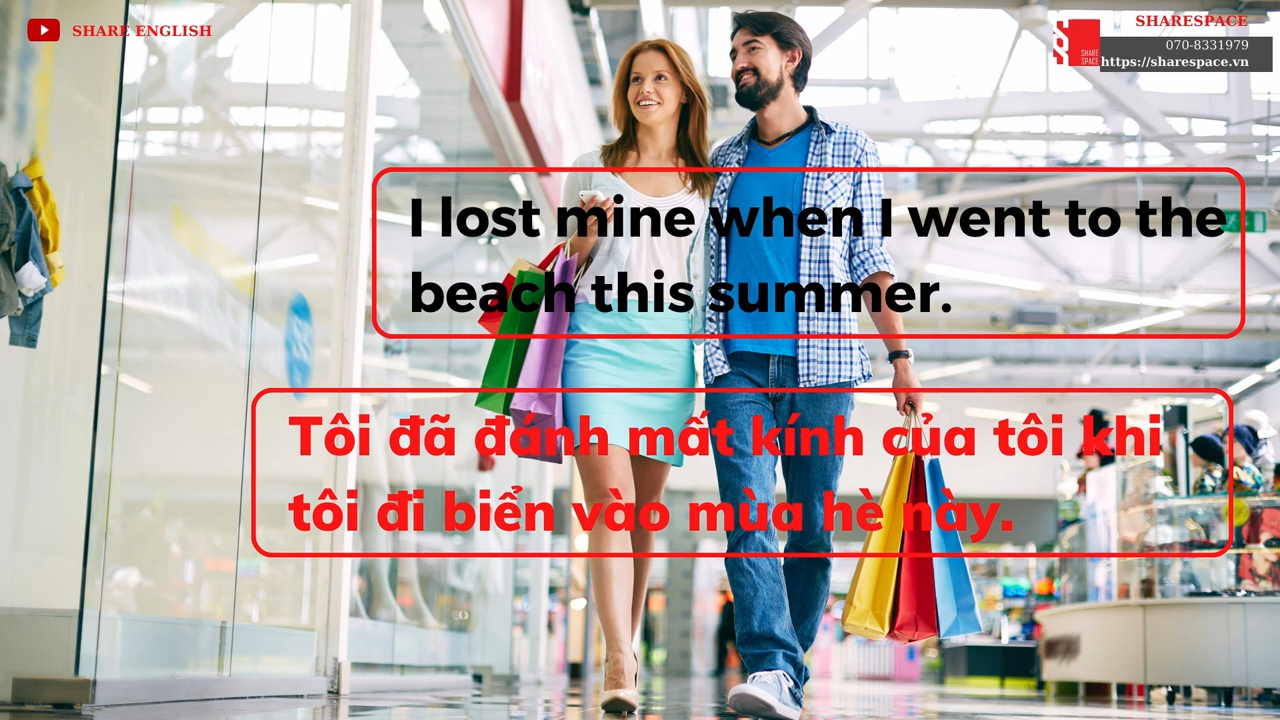 SHARE ENGLISH
SHARESPACE
070-8331979
SHARE
SPACE
https://sharespace.vn
I lost mine when I went to the
beach this summer.
Tôi đã đánh mất kính của tôi khi
tôi đi biển vào mùa hè này.